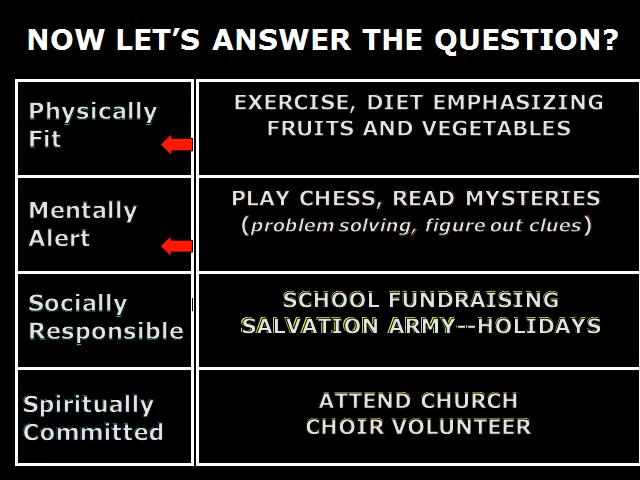 NOW LET'S ANSWER THE QUESTION?
Physically
Fit
EXERCISE, DIET EMPHASIZING
FRUITS AND VEGETABLES
Mentally
Alert
PLAY CHESS, READ MYSTERIES
(problem solving, figure out clues)
Socially
Responsible
SCHOOL FUNDRAISING
SALVATION ARMY--HOLIDAYS
Spiritually
Committed
ATTEND CHURCH
CHOIR VOLUNTEER